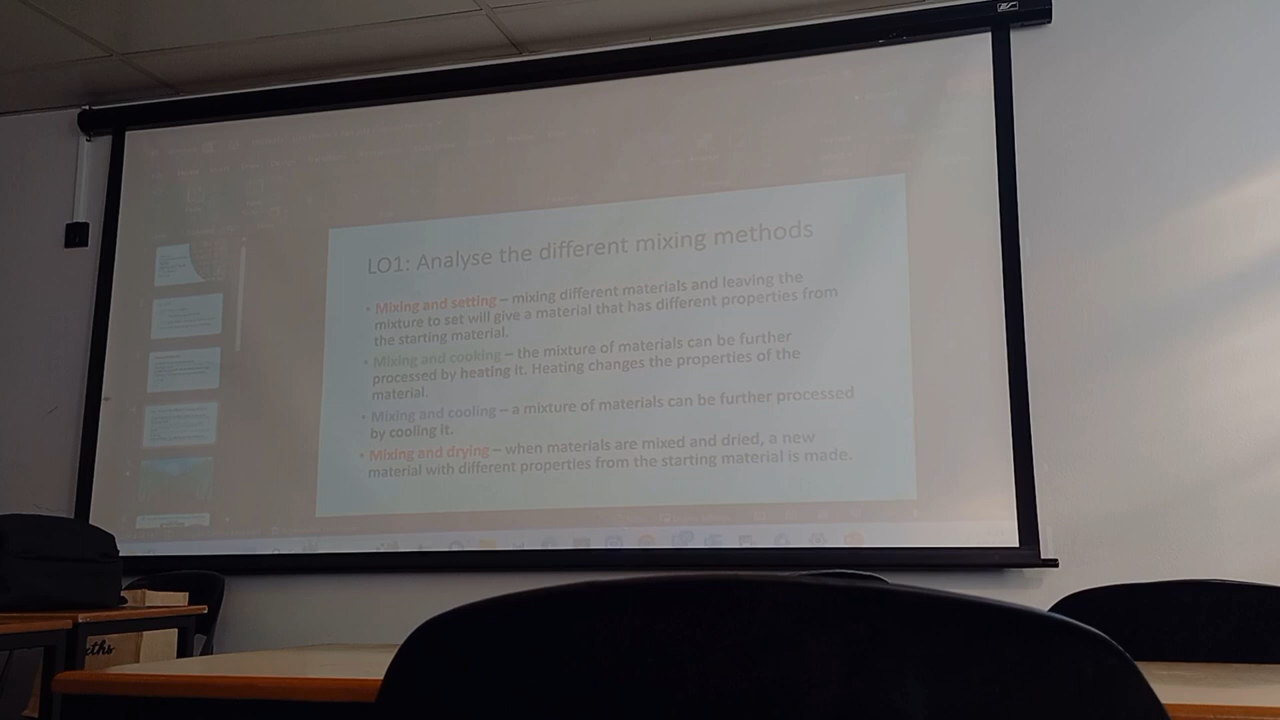 LO1: Analyse the different mixing methods
• Mixing and setting – mixing different materials and leaving the
mixture to set will give a material that has different properties from
the starting material.
• Mixing and cooking – the mixture of materials can be further
processed by heating it. Heating changes the properties of the
material.
• Mixing and cooling – a mixture of materials can be further processed
by cooling it.
• Mixing and drying – when materials are mixed and dried, a new
material with different properties from the starting material is made.